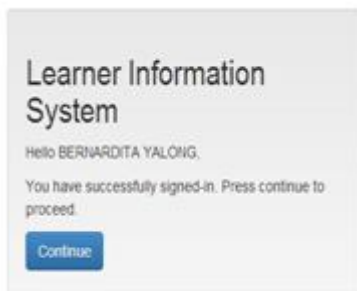 Learner Information
System
Hello BERNARDITA YALONG,
You have successfully signed-in. Press continue to
proceed.
Continue